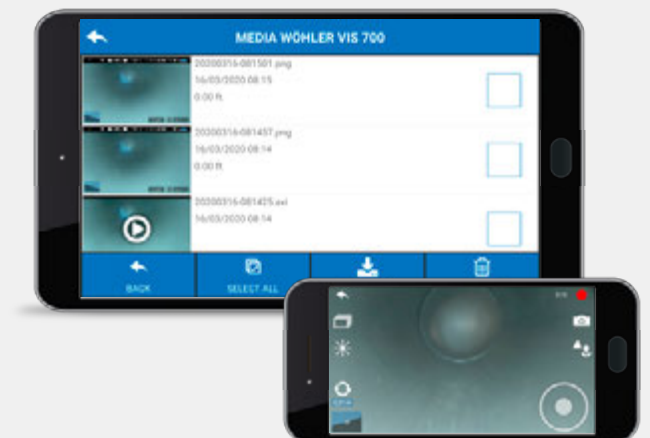 MEDIA WÖHLER VIS 700
20200316-081501.png
16/03/2020 08:15
0.00 ft
20200316-081437.png
16/03/2020 08:14
0.00 ft
20200316-081425.avi
16/03/2020 08:14
BACK
SELECT ALL